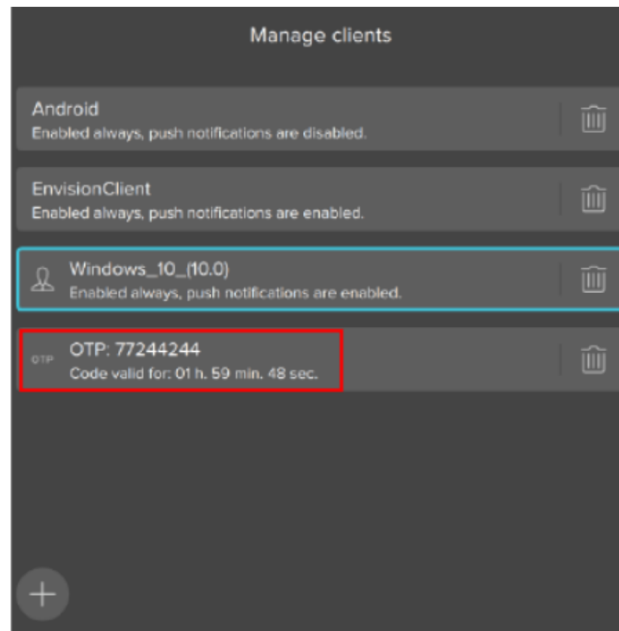 Manage clients
Android
Enabled always, push notifications are disabled.
EnvisionClient
Enabled always, push notifications are enabled.
Windows_10_(10.0)
Enabled always, push notifications are enabled.
OTP OTP: 77244244
Code valid for: 01 h. 59 min. 48 sec.